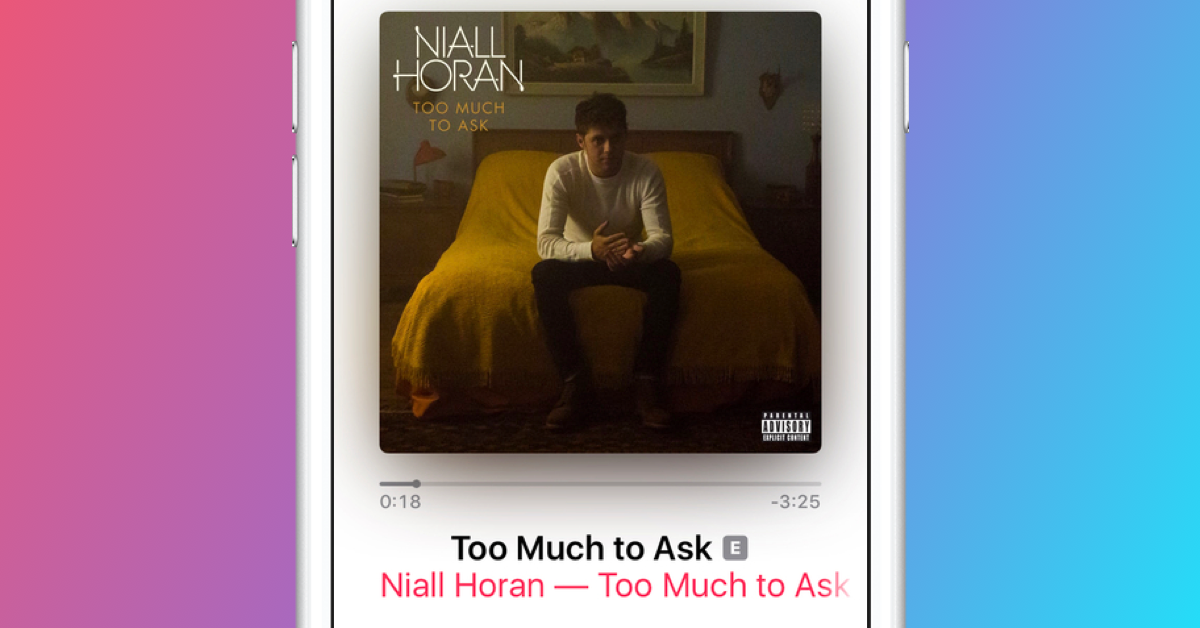 NIALL
HORAN
TOO MUCH
TO ASK
PARENTAL
ADVISORY
EXPLICIT CONTENT
0:18 -3:25
Too Much to Ask E
Niall Horan — Too Much to Ask